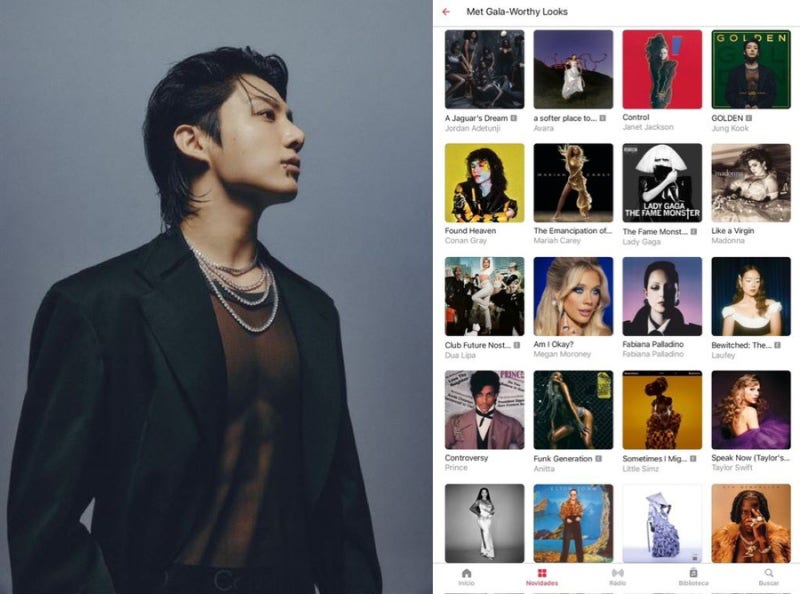 Met Gala-Worthy Looks
GOLDEN
A Jaguar's Dream E
Jordan Adetunji
a softer place to... E
Avara
Control
Janet Jackson
GOLDEN E
Jung Kook
MARIAH CAREY
LADY GAGA
THE FAME MONSTER
madonna
Found Heaven
Conan Gray
The Emancipation of...
Mariah Carey
The Fame Monst... E
Lady Gaga
Like a Virgin
Madonna
Club Future Nost... E
Dua Lipa
Am I Okay?
Megan Moroney
Fabiana Palladino
Fabiana Palladino
Bewitched: The... E
Laufey
PRINCE
Controversy
Prince
Funk Generation E
Anitta
Sometimes I Mig... E
Little Simz
Speak Now (Taylor's...
Taylor Swift
Início
Novidades
Rádio
Biblioteca
Buscar